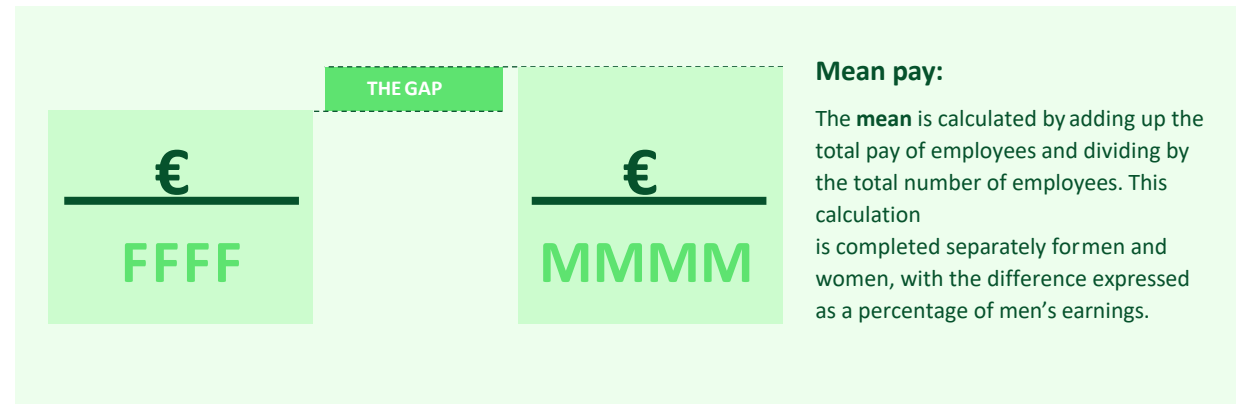 THE GAP
€
FFFF
€
MMMM
Mean pay:
The mean is calculated by adding up the
total pay of employees and dividing by
the total number of employees. This
calculation
is completed separately formen and
women, with the difference expressed
as a percentage of men’s earnings.